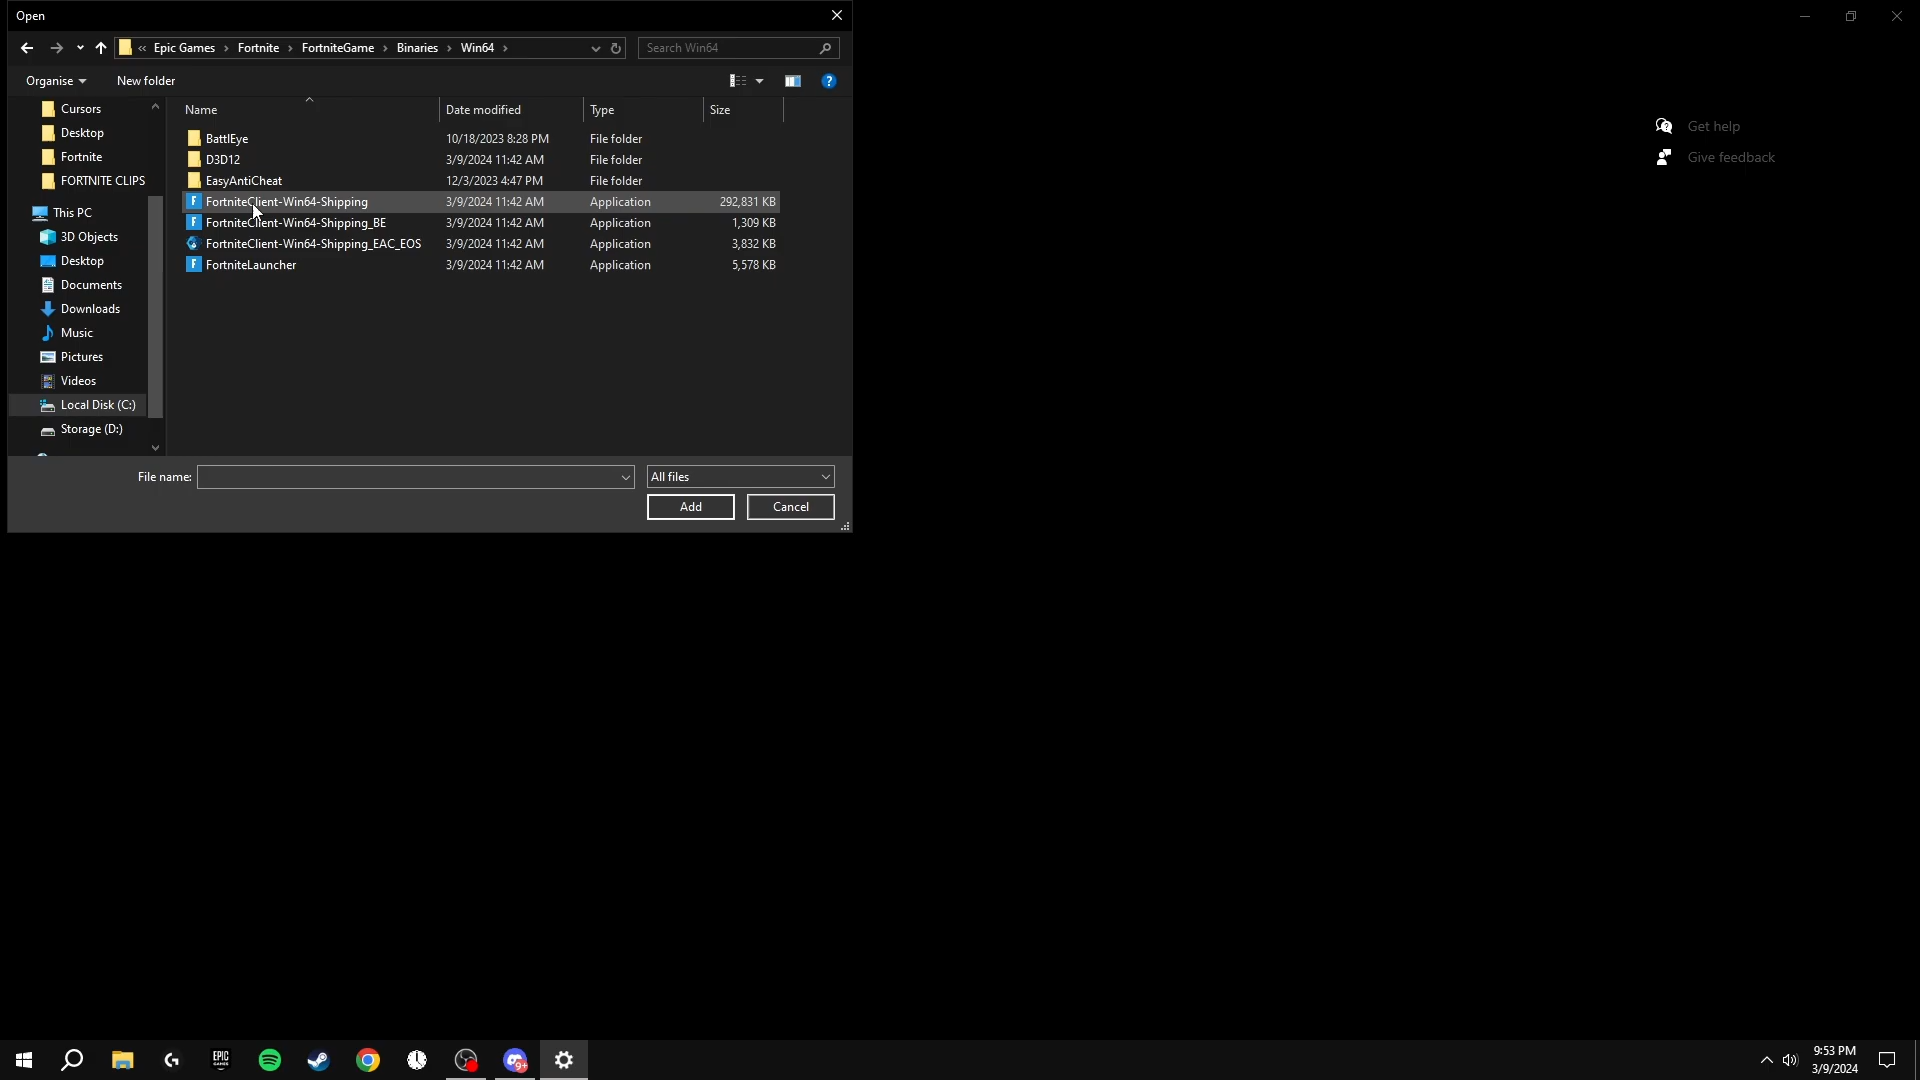 Open
Epic Games › Fortnite › FortniteGame › Binaries › Win64 ›
Search Win64
Organise
New folder
Name
Date modified
Type
Size
Cursors
Desktop
Fortnite
FORTNITE CLIPS
This PC
3D Objects
Desktop
Documents
Downloads
Music
Pictures
Videos
Local Disk (C:)
Storage (D:)
BattlEye 10/18/2023 8:28 PM File folder
D3D12 3/9/2024 11:42 AM File folder
EasyAntiCheat 12/3/2023 4:47 PM File folder
FortniteClient-Win64-Shipping 3/9/2024 11:42 AM Application 292,831 KB
FortniteClient-Win64-Shipping_BE 3/9/2024 11:42 AM Application 1,309 KB
FortniteClient-Win64-Shipping_EAC_EOS 3/9/2024 11:42 AM Application 3,832 KB
FortniteLauncher 3/9/2024 11:42 AM Application 5,578 KB
File name:
All files
Add
Cancel
Get help
Give feedback
EPIC
GAMES
9+
9:53 PM
3/9/2024